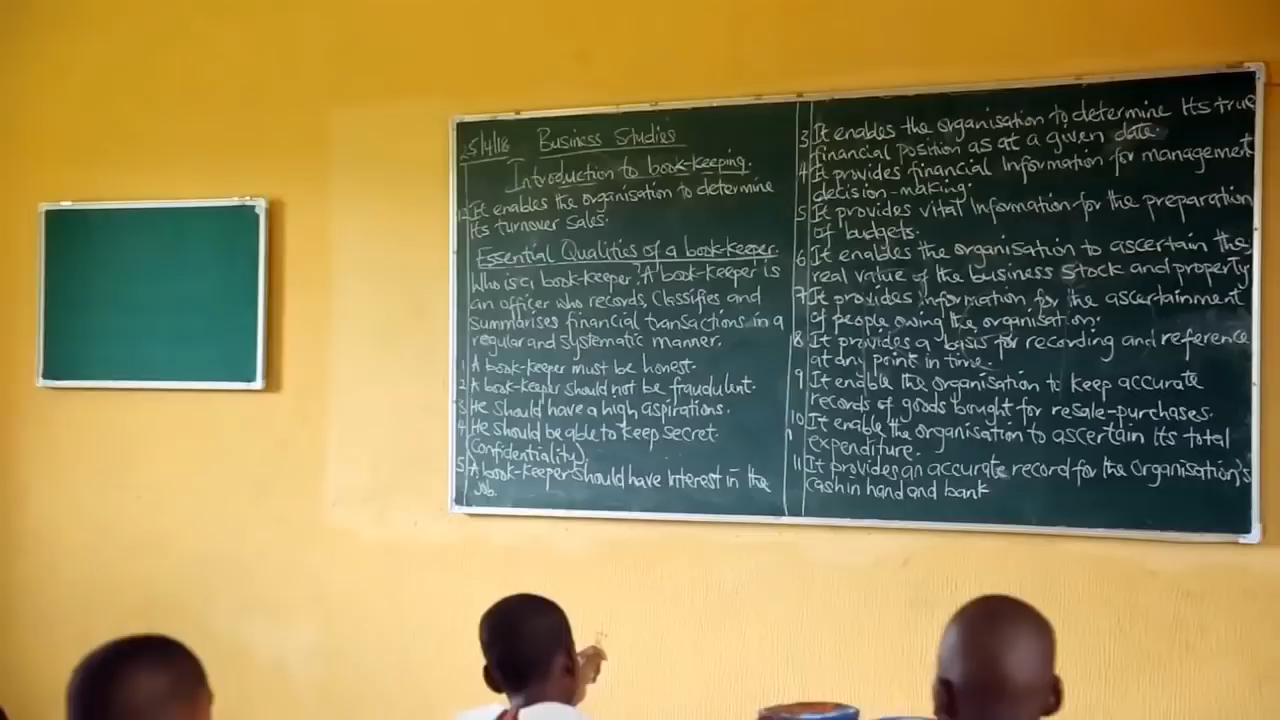 25/4/18 Business Studies
Introduction to book-keeping.
12 It enables the organisation to determine
Its turnover sales.
Essential Qualities of a book-keeper.
Who is a book-keeper? A book-keeper is
an officer who records, classifies and
summarises financial transactions in a
regular and systematic manner.
1 A book-keeper must be honest.
2 A book-keeper should not be fraudulent.
3 He should have a high aspirations.
4 He should be able to keep secret.
(Confidentiality)
5 A book-keeper should have Interest in the
Job.
3 It enables the organisation to determine Its true
financial position as at a given date.
4 It provides financial Information for management
decision-making.
5 It provides vital Information for the preparation
of budgets.
6 It enables the organisation to ascertain the
real value of the business stock and property
7 It provides information for the ascertainment
of people owing the organisation.
8 It provides a basis for recording and reference
at any point in time.
9 It enable the organisation to keep accurate
records of goods bought for resale-purchases.
10 It enable the organisation to ascertain Its total
expenditure.
11 It provides an accurate record for the organisation's
cash in hand and bank